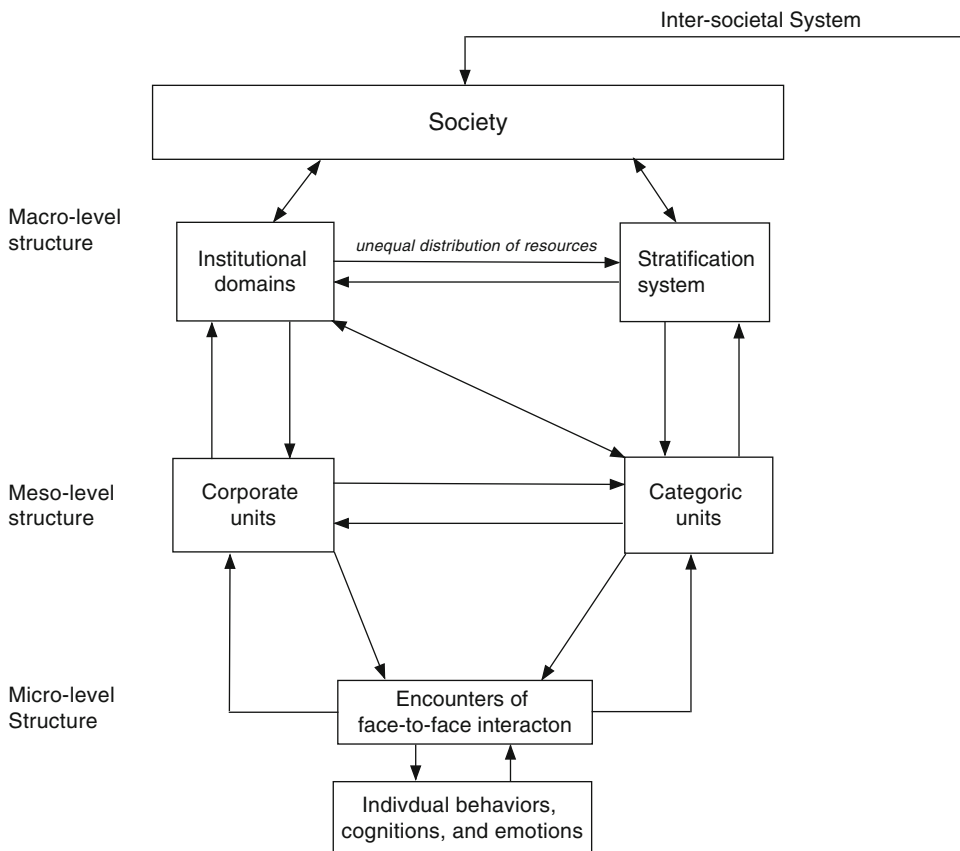 Inter-societal System
Society
Macro-level
structure
Institutional
domains
unequal distribution of resources
Stratification
system
Meso-level
structure
Corporate
units
Categoric
units
Micro-level
Structure
Encounters of
face-to-face interacton
Indivdual behaviors,
cognitions, and emotions